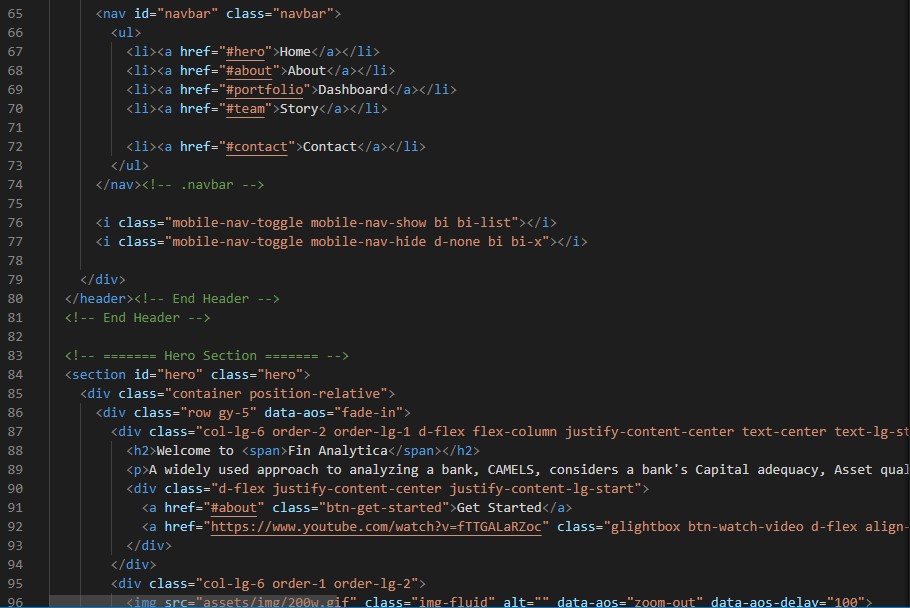 65 <nav id="navbar" class="navbar">
66 <ul>
67 <li><a href="#hero">Home</a></li>
68 <li><a href="#about">About</a></li>
69 <li><a href="#portfolio">Dashboard</a></li>
70 <li><a href="#team">Story</a></li>
71
72 <li><a href="#contact">Contact</a></li>
73 </ul>
74 </nav><!-- .navbar -->
75
76 <i class="mobile-nav-toggle mobile-nav-show bi bi-list"></i>
77 <i class="mobile-nav-toggle mobile-nav-hide d-none bi bi-x"></i>
78
79 </div>
80 </header><!-- End Header -->
81 <!-- End Header -->
82
83 <!-- ======= Hero Section ======= -->
84 <section id="hero" class="hero">
85 <div class="container position-relative">
86 <div class="row gy-5" data-aos="fade-in">
87 <div class="col-lg-6 order-2 order-lg-1 d-flex flex-column justify-content-center text-center text-lg-st
88 <h2>Welcome to <span>Fin Analytica</span></h2>
89 <p>A widely used approach to analyzing a bank, CAMELS, considers a bank's Capital adequacy, Asset qual
90 <div class="d-flex justify-content-center justify-content-lg-start">
91 <a href="#about" class="btn-get-started">Get Started</a>
92 <a href="https://www.youtube.com/watch?v=fTTGALaRZoc" class="glightbox btn-watch-video d-flex align-
93 </div>
94 </div>
95 <div class="col-lg-6 order-1 order-lg-2">
96 <img src="assets/img/200w.gif" class="img-fluid" alt="" data-aos="zoom-out" data-aos-delay="100">